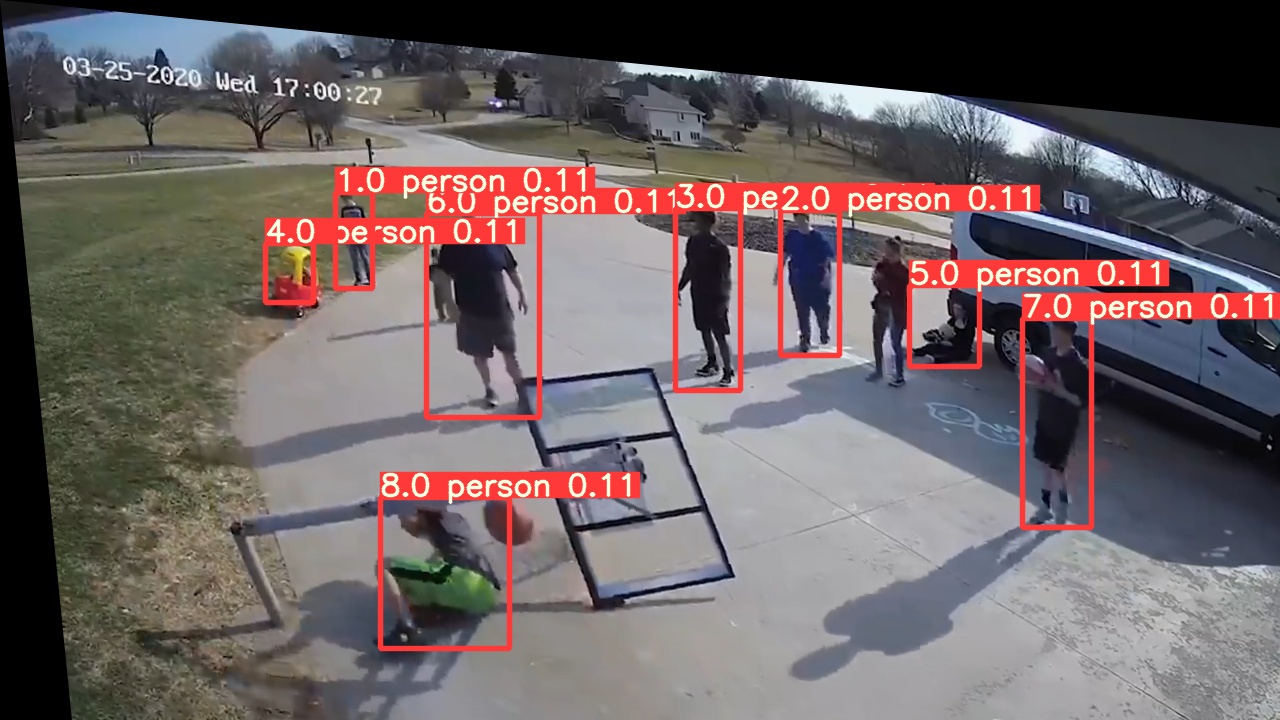 03-25-2020 Wed 17:00:27
1.0 person 0.11
6.0 person 0.11
3.0 pe
2.0 person 0.11
4.0 person 0.11
5.0 person 0.11
7.0 person 0.11
8.0 person 0.11